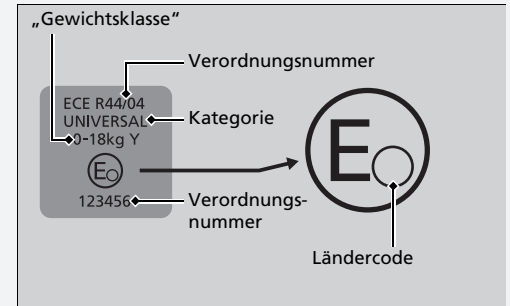 „Gewichtsklasse“
Verordnungsnummer
ECE R44/04
UNIVERSAL
Kategorie
0-18kg Y
E
E
123456
Verordnungs-
nummer
Ländercode